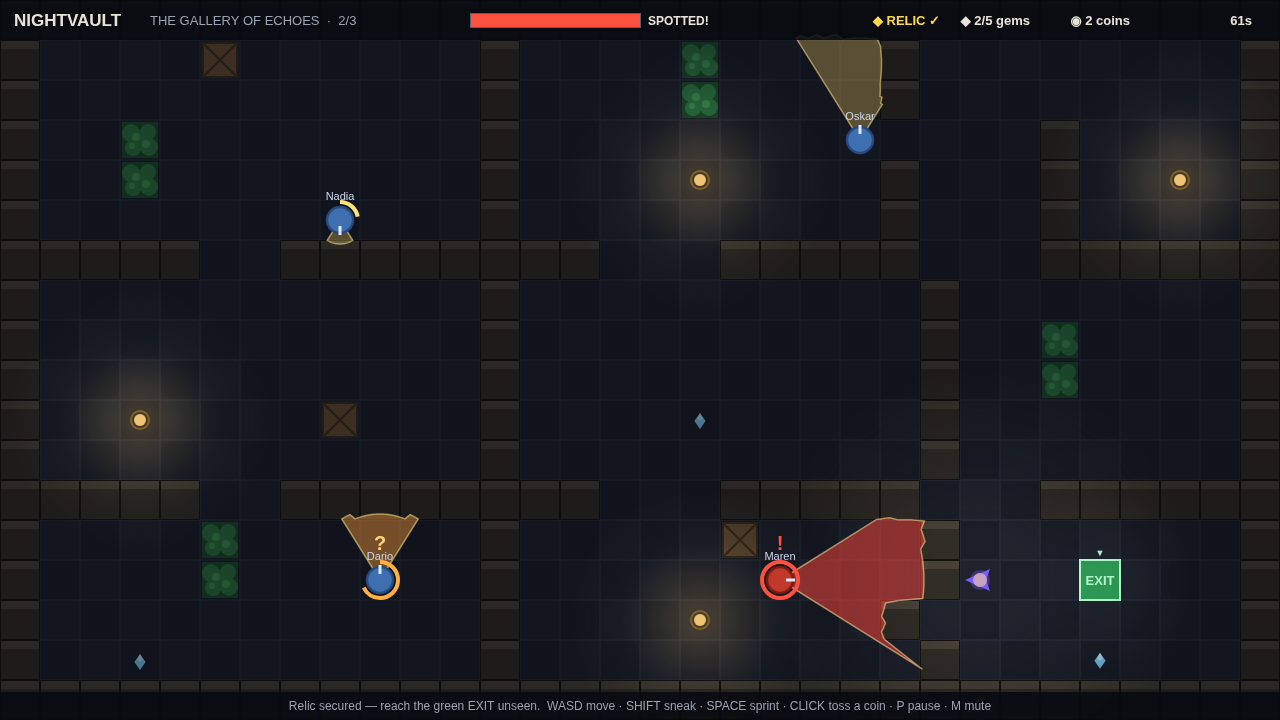 NIGHTVAULT THE GALLERY OF ECHOES · 2/3 SPOTTED! ◆ RELIC ✓ ◆ 2/5 gems ◉ 2 coins 61s
Oskar
Nadia
?
Dario
!
Maren
EXIT
Relic secured — reach the green EXIT unseen. WASD move · SHIFT sneak · SPACE sprint · CLICK toss a coin · P pause · M mute